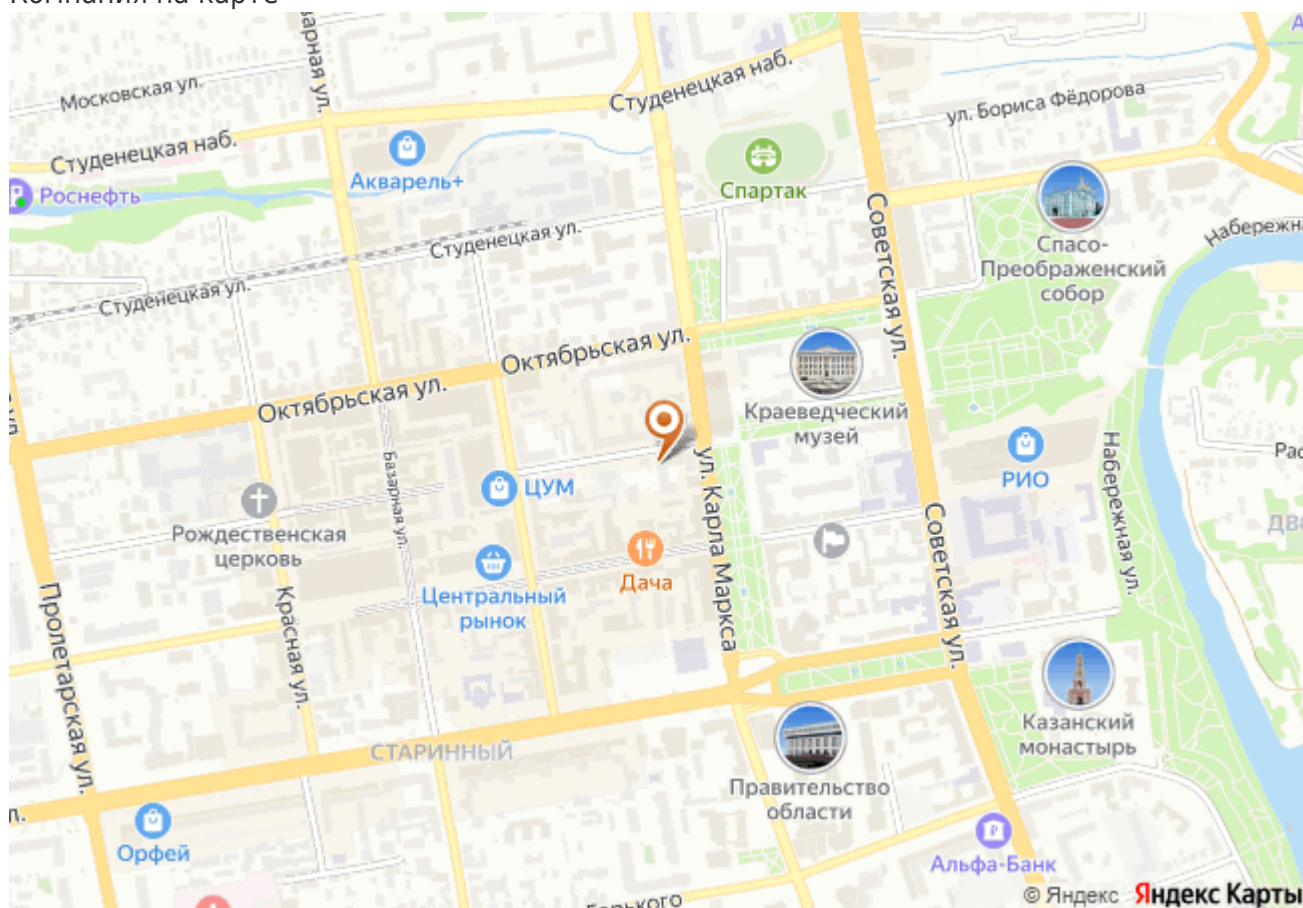 Компания на карте
Московская ул.
Студенецкая наб.
Студенецкая наб.
ул. Бориса Фёдорова
Акварель+
Роснефть
Спартак
Спасо-
Преображенский
собор
Студенецкая ул.
Студенецкая ул.
Советская ул.
Октябрьская ул.
Октябрьская ул.
Краеведческий
музей
ул. Карла Маркса
ЦУМ
РИО
Базарная ул.
Набережная ул.
Рождественская
церковь
Центральный
рынок
Дача
Советская ул.
Пролетарская ул.
Красная ул.
Казанский
монастырь
СТАРИННЫЙ
Правительство
области
Орфей
Альфа-Банк
© Яндекс Яндекс Карты